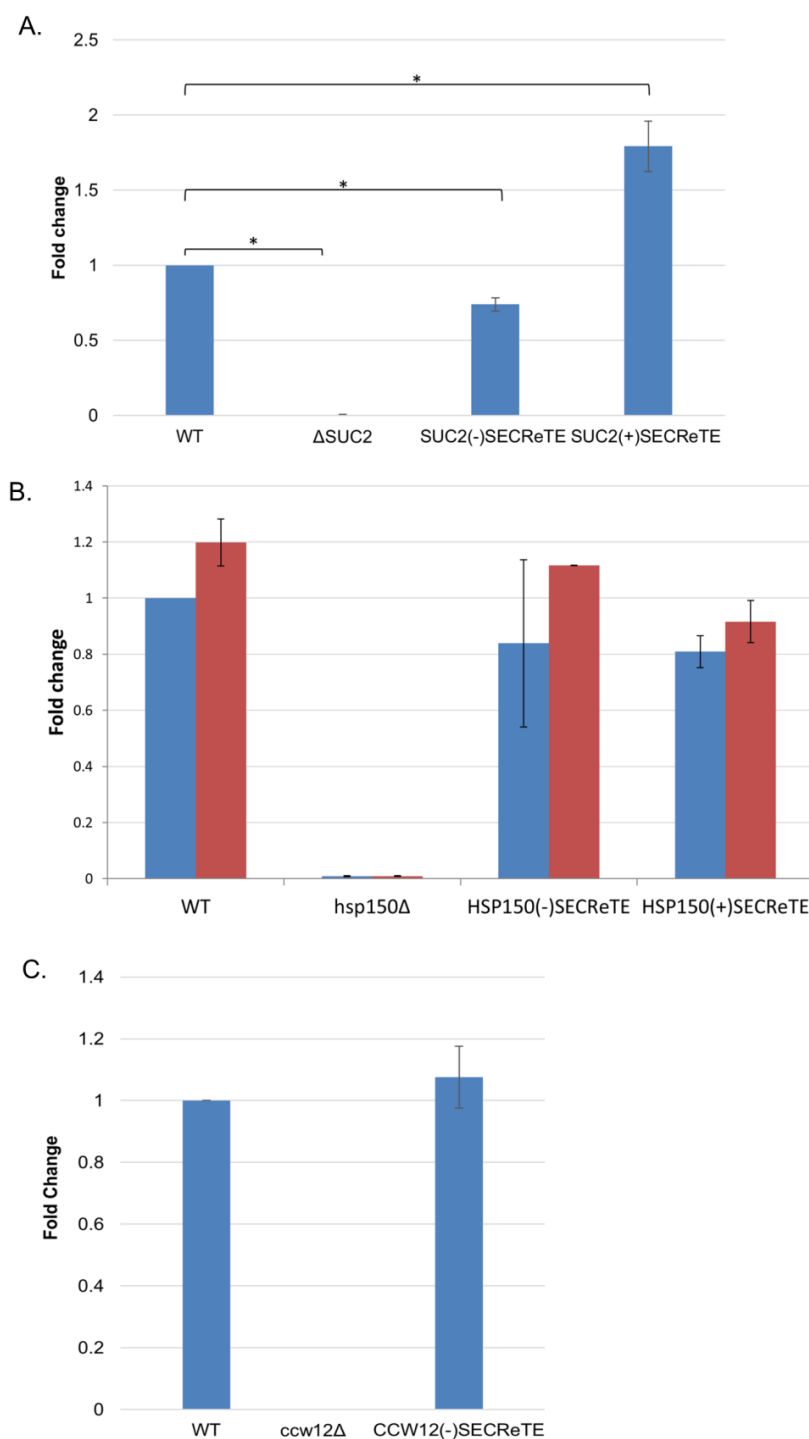 A.
2.5
2
1.5
1
0.5
0
Fold change
*
*
*
WT ΔSUC2 SUC2(-)SECReTE SUC2(+)SECReTE
B.
1.4
1.2
1
0.8
0.6
0.4
0.2
0
Fold change
WT hsp150Δ HSP150(-)SECReTE HSP150(+)SECReTE
C.
1.4
1.2
1
0.8
0.6
0.4
0.2
0
Fold Change
WT ccw12Δ CCW12(-)SECReTE